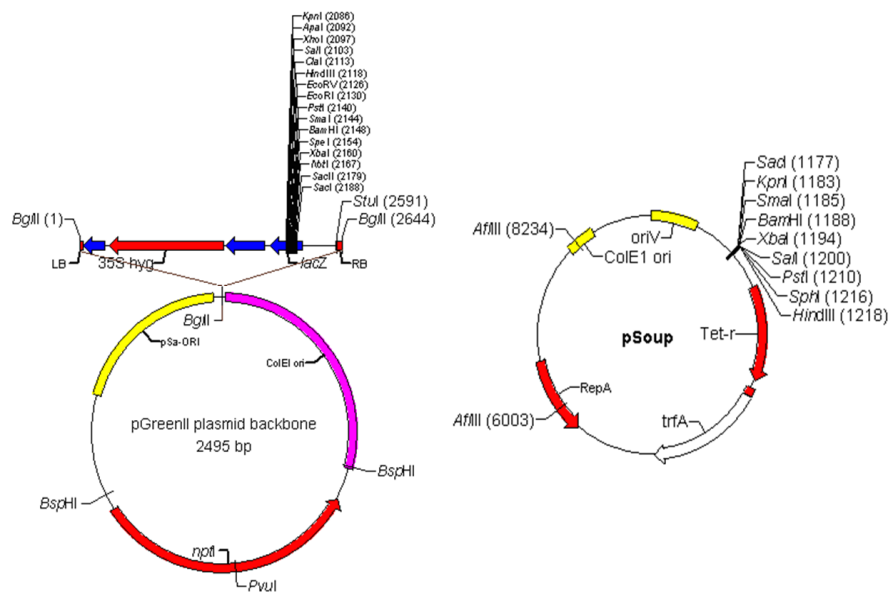 KpnI (2086)
ApaI (2092)
XhoI (2097)
SalI (2103)
ClaI (2113)
HindIII (2118)
EcoRV (2126)
EcoRI (2130)
PstI (2140)
SmaI (2144)
BamHI (2148)
SpeI (2154)
XbaI (2160)
NotI (2167)
SacII (2179)
SacI (2188)
StuI (2591)
BglII (1)
BglII (2644)
LB
35S hyg
lacZ
RB
BglII
pSa-ORI
ColEI ori
pGreenII plasmid backbone
2495 bp
BspHI
BspHI
nptI
PvuI
SacI (1177)
KpnI (1183)
SmaI (1185)
BamHI (1188)
XbaI (1194)
SalI (1200)
PstI (1210)
SphI (1216)
HindIII (1218)
AflIII (8234)
oriV
ColE1 ori
pSoup
Tet-r
RepA
trfA
AflIII (6003)